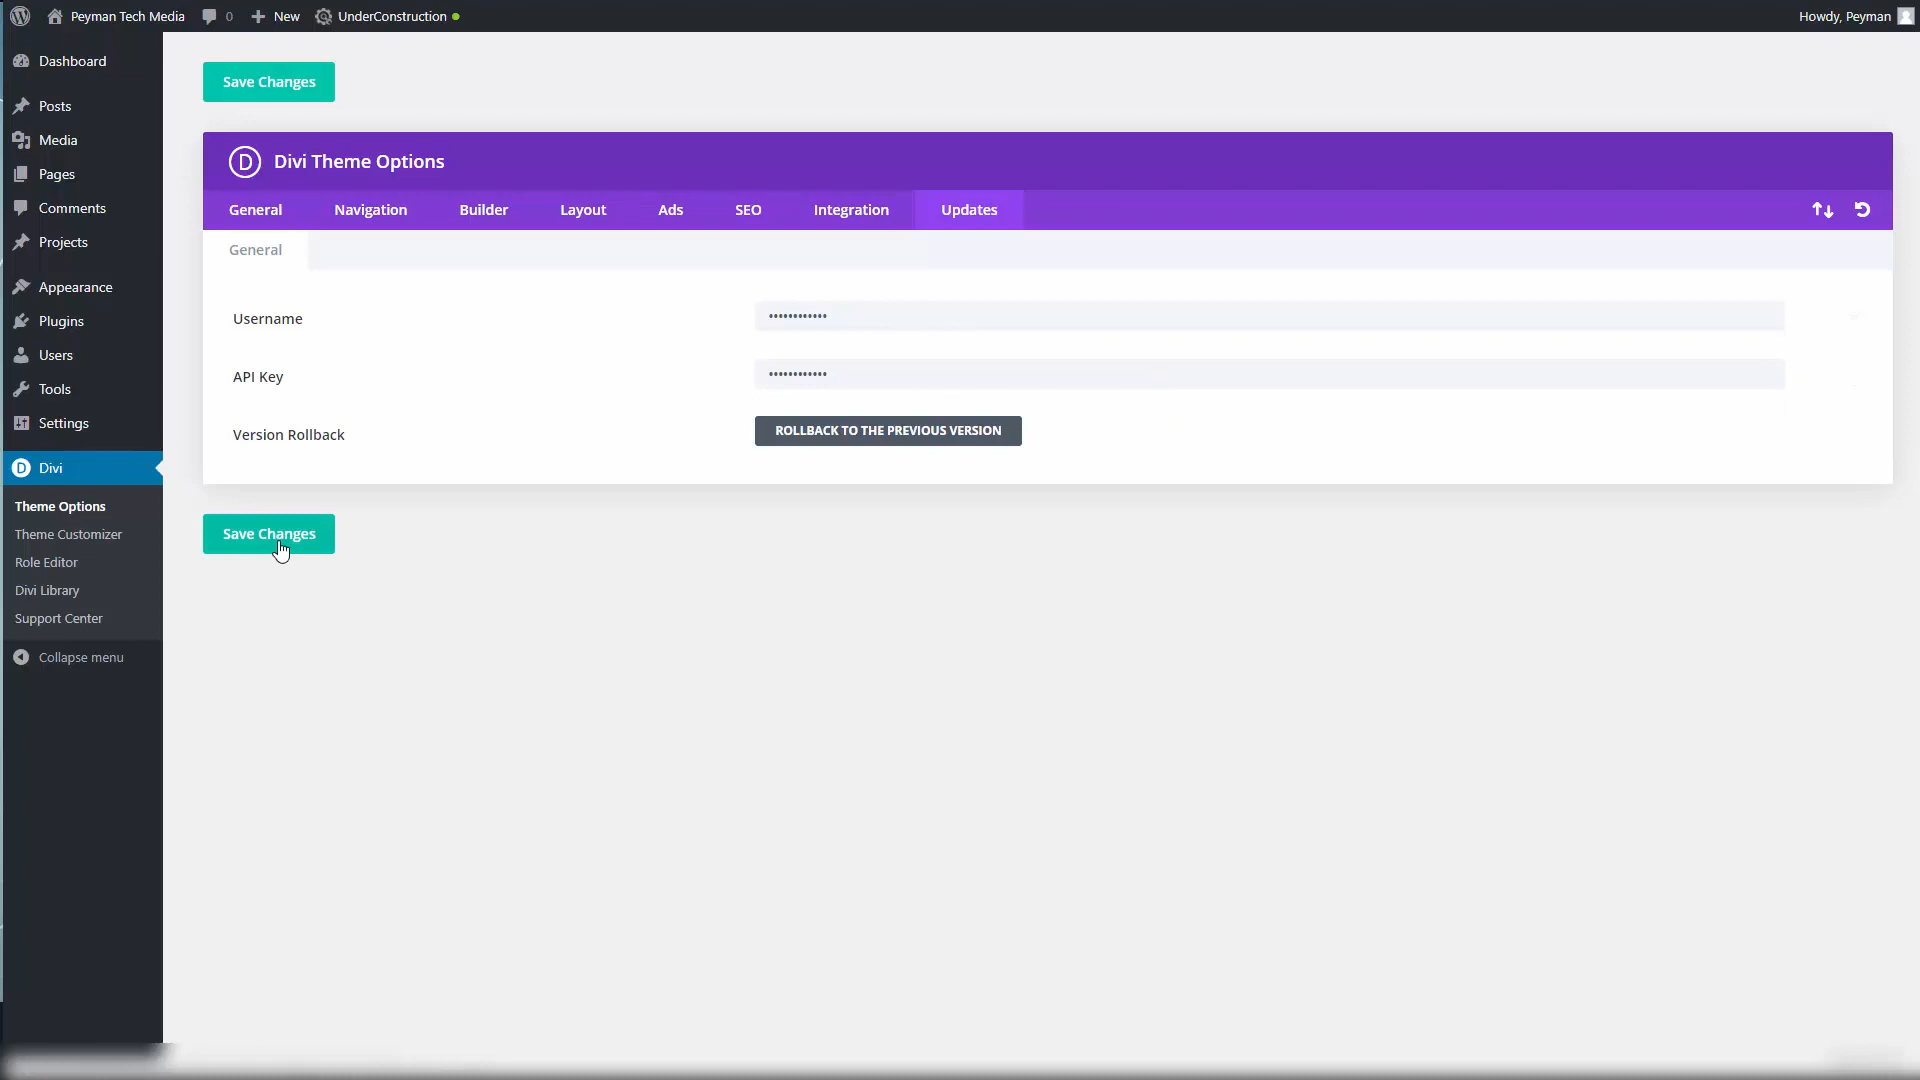 Peyman Tech Media 0 New UnderConstruction Howdy, Peyman
Dashboard
Posts
Media
Pages
Comments
Projects
Appearance
Plugins
Users
Tools
Settings
Divi
Theme Options
Theme Customizer
Role Editor
Divi Library
Support Center
Collapse menu
Save Changes
D Divi Theme Options
General Navigation Builder Layout Ads SEO Integration Updates
General
Username ••••••••••••
API Key ••••••••••••
Version Rollback ROLLBACK TO THE PREVIOUS VERSION
Save Changes